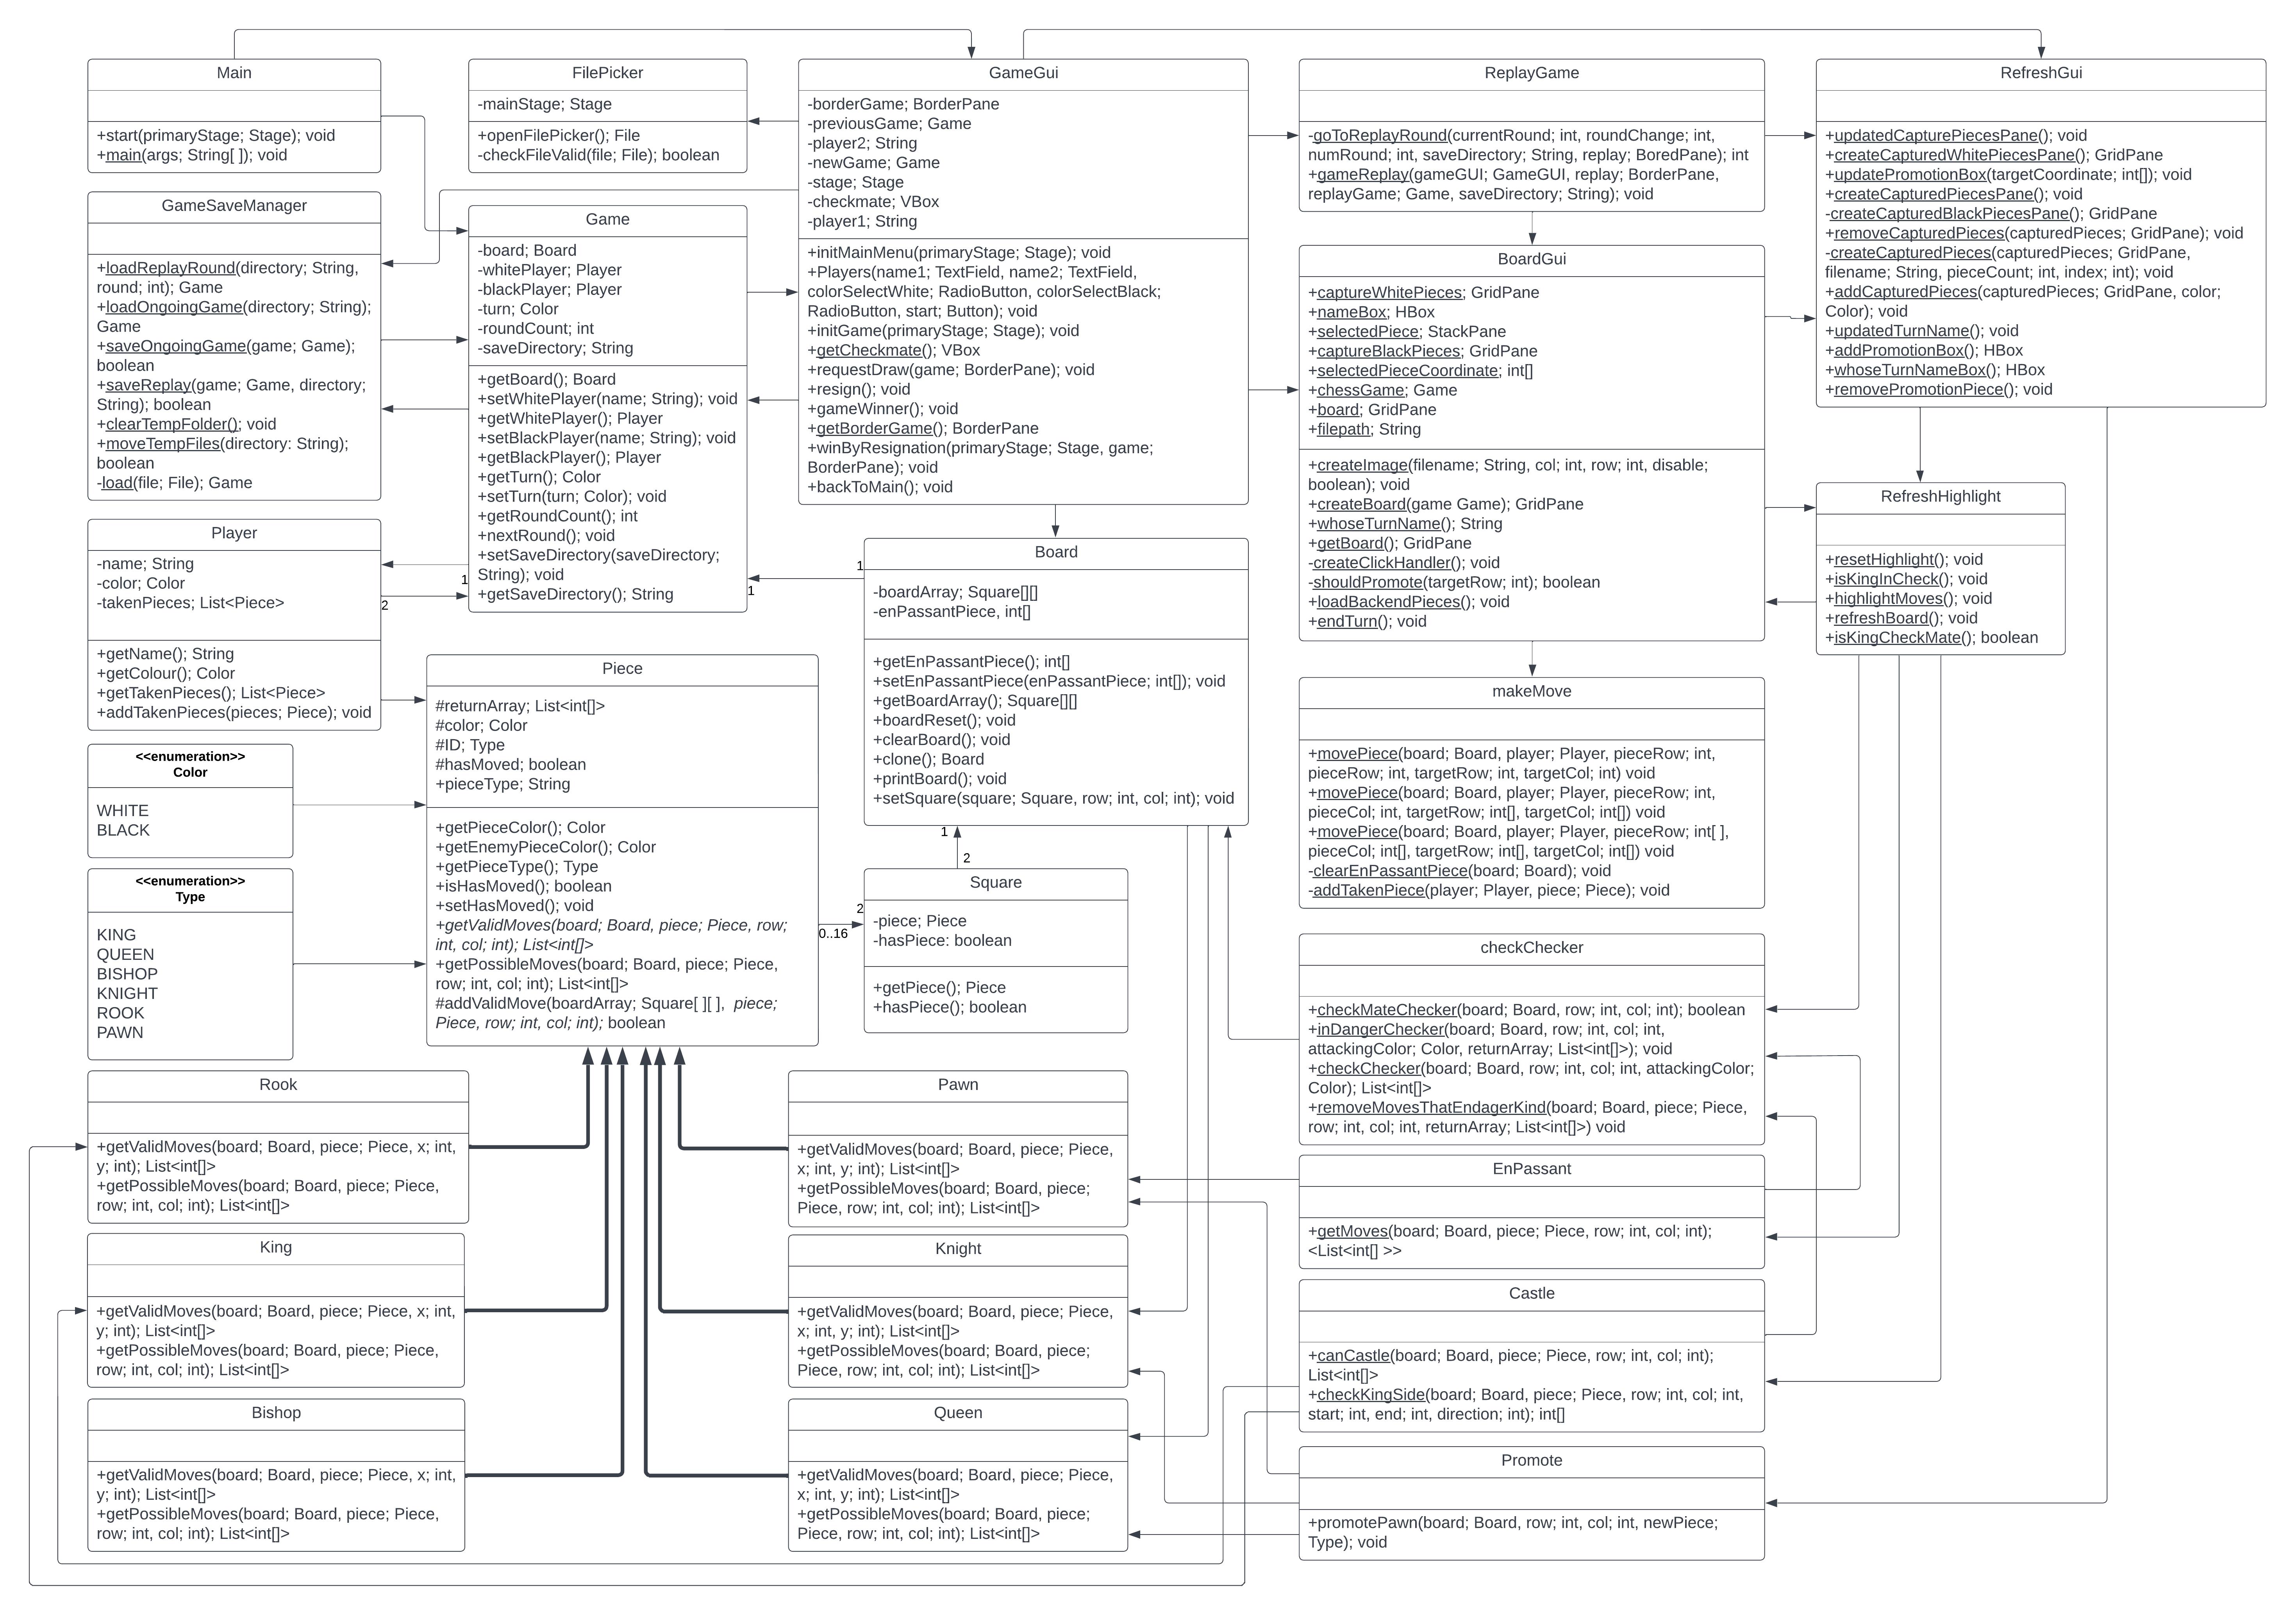 Main
+start(primaryStage; Stage); void
+main(args; String[ ]); void
FilePicker
-mainStage; Stage
+openFilePicker(); File
-checkFileValid(file; File); boolean
GameGui
-borderGame; BorderPane
-previousGame; Game
-player2; String
-newGame; Game
-stage; Stage
-checkmate; VBox
-player1; String
+initMainMenu(primaryStage; Stage); void
+Players(name1; TextField, name2; TextField,
colorSelectWhite; RadioButton, colorSelectBlack;
RadioButton, start; Button); void
+initGame(primaryStage; Stage); void
+getCheckmate(); VBox
+requestDraw(game; BorderPane); void
+resign(); void
+gameWinner(); void
+getBorderGame(); BorderPane
+winByResignation(primaryStage; Stage, game;
BorderPane); void
+backToMain(); void
ReplayGame
-goToReplayRound(currentRound; int, roundChange; int,
numRound; int, saveDirectory; String, replay; BoredPane); int
+gameReplay(gameGUI; GameGUI, replay; BorderPane,
replayGame; Game, saveDirectory; String); void
RefreshGui
+updatedCapturePiecesPane(); void
+createCapturedWhitePiecesPane(); GridPane
+updatePromotionBox(targetCoordinate; int[]); void
+createCapturedPiecesPane(); void
-createCapturedBlackPiecesPane(); GridPane
+removeCapturedPieces(capturedPieces; GridPane); void
-createCapturedPieces(capturedPieces; GridPane,
filename; String, pieceCount; int, index; int); void
+addCapturedPieces(capturedPieces; GridPane, color;
Color); void
+updatedTurnName(); void
+addPromotionBox(); HBox
+whoseTurnNameBox(); HBox
+removePromotionPiece(); void
GameSaveManager
+loadReplayRound(directory; String,
round; int); Game
+loadOngoingGame(directory; String);
Game
+saveOngoingGame(game; Game);
boolean
+saveReplay(game; Game, directory;
String); boolean
+clearTempFolder(); void
+moveTempFiles(directory: String);
boolean
-load(file; File); Game
Game
-board; Board
-whitePlayer; Player
-blackPlayer; Player
-turn; Color
-roundCount; int
-saveDirectory; String
+getBoard(); Board
+setWhitePlayer(name; String); void
+getWhitePlayer(); Player
+setBlackPlayer(name; String); void
+getBlackPlayer(); Player
+getTurn(); Color
+setTurn(turn; Color); void
+getRoundCount(); int
+nextRound(); void
+setSaveDirectory(saveDirectory;
String); void
+getSaveDirectory(); String
BoardGui
+captureWhitePieces; GridPane
+nameBox; HBox
+selectedPiece; StackPane
+captureBlackPieces; GridPane
+selectedPieceCoordinate; int[]
+chessGame; Game
+board; GridPane
+filepath; String
+createImage(filename; String, col; int, row; int, disable;
boolean); void
+createBoard(game Game); GridPane
+whoseTurnName(); String
+getBoard(); GridPane
-createClickHandler(); void
-shouldPromote(targetRow; int); boolean
+loadBackendPieces(); void
+endTurn(); void
RefreshHighlight
+resetHighlight(); void
+isKingInCheck(); void
+highlightMoves(); void
+refreshBoard(); void
+isKingCheckMate(); boolean
Player
-name; String
-color; Color
-takenPieces; List<Piece>
+getName(); String
+getColour(); Color
+getTakenPieces(); List<Piece>
+addTakenPieces(pieces; Piece); void
1
2
1
1
Board
-boardArray; Square[][]
-enPassantPiece, int[]
+getEnPassantPiece(); int[]
+setEnPassantPiece(enPassantPiece; int[]); void
+getBoardArray(); Square[][]
+boardReset(); void
+clearBoard(); void
+clone(); Board
+printBoard(); void
+setSquare(square; Square, row; int, col; int); void
Piece
#returnArray; List<int[]>
#color; Color
#ID; Type
#hasMoved; boolean
+pieceType; String
+getPieceColor(); Color
+getEnemyPieceColor(); Color
+getPieceType(); Type
+isHasMoved(); boolean
+setHasMoved(); void
+getValidMoves(board; Board, piece; Piece, row;
int, col; int); List<int[]>
+getPossibleMoves(board; Board, piece; Piece,
row; int, col; int); List<int[]>
#addValidMove(boardArray; Square[ ][ ], piece;
Piece, row; int, col; int); boolean
makeMove
+movePiece(board; Board, player; Player, pieceRow; int,
pieceRow; int, targetRow; int, targetCol; int) void
+movePiece(board; Board, player; Player, pieceRow; int,
pieceCol; int, targetRow; int[], targetCol; int[]) void
+movePiece(board; Board, player; Player, pieceRow; int[ ],
pieceCol; int[], targetRow; int[], targetCol; int[]) void
-clearEnPassantPiece(board; Board); void
-addTakenPiece(player; Player, piece; Piece); void
<<enumeration>>
Color
WHITE
BLACK
<<enumeration>>
Type
KING
QUEEN
BISHOP
KNIGHT
ROOK
PAWN
1
2
2
0..16
Square
-piece; Piece
-hasPiece: boolean
+getPiece(); Piece
+hasPiece(); boolean
checkChecker
+checkMateChecker(board; Board, row; int, col; int); boolean
+inDangerChecker(board; Board, row; int, col; int,
attackingColor; Color, returnArray; List<int[]>); void
+checkChecker(board; Board, row; int, col; int, attackingColor;
Color); List<int[]>
+removeMovesThatEndagerKind(board; Board, piece; Piece,
row; int, col; int, returnArray; List<int[]>) void
Rook
+getValidMoves(board; Board, piece; Piece, x; int,
y; int); List<int[]>
+getPossibleMoves(board; Board, piece; Piece,
row; int, col; int); List<int[]>
Pawn
+getValidMoves(board; Board, piece; Piece,
x; int, y; int); List<int[]>
+getPossibleMoves(board; Board, piece;
Piece, row; int, col; int); List<int[]>
EnPassant
+getMoves(board; Board, piece; Piece, row; int, col; int);
<List<int[] >>
King
+getValidMoves(board; Board, piece; Piece, x; int,
y; int); List<int[]>
+getPossibleMoves(board; Board, piece; Piece,
row; int, col; int); List<int[]>
Knight
+getValidMoves(board; Board, piece; Piece,
x; int, y; int); List<int[]>
+getPossibleMoves(board; Board, piece;
Piece, row; int, col; int); List<int[]>
Castle
+canCastle(board; Board, piece; Piece, row; int, col; int);
List<int[]>
+checkKingSide(board; Board, piece; Piece, row; int, col; int,
start; int, end; int, direction; int); int[]
Bishop
+getValidMoves(board; Board, piece; Piece, x; int,
y; int); List<int[]>
+getPossibleMoves(board; Board, piece; Piece,
row; int, col; int); List<int[]>
Queen
+getValidMoves(board; Board, piece; Piece,
x; int, y; int); List<int[]>
+getPossibleMoves(board; Board, piece;
Piece, row; int, col; int); List<int[]>
Promote
+promotePawn(board; Board, row; int, col; int, newPiece;
Type); void